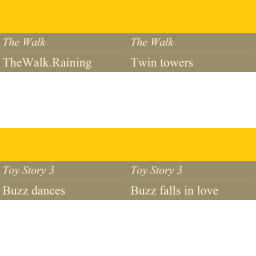 The Walk The Walk
TheWalk.Raining Twin towers
Toy Story 3 Toy Story 3
Buzz dances Buzz falls in love